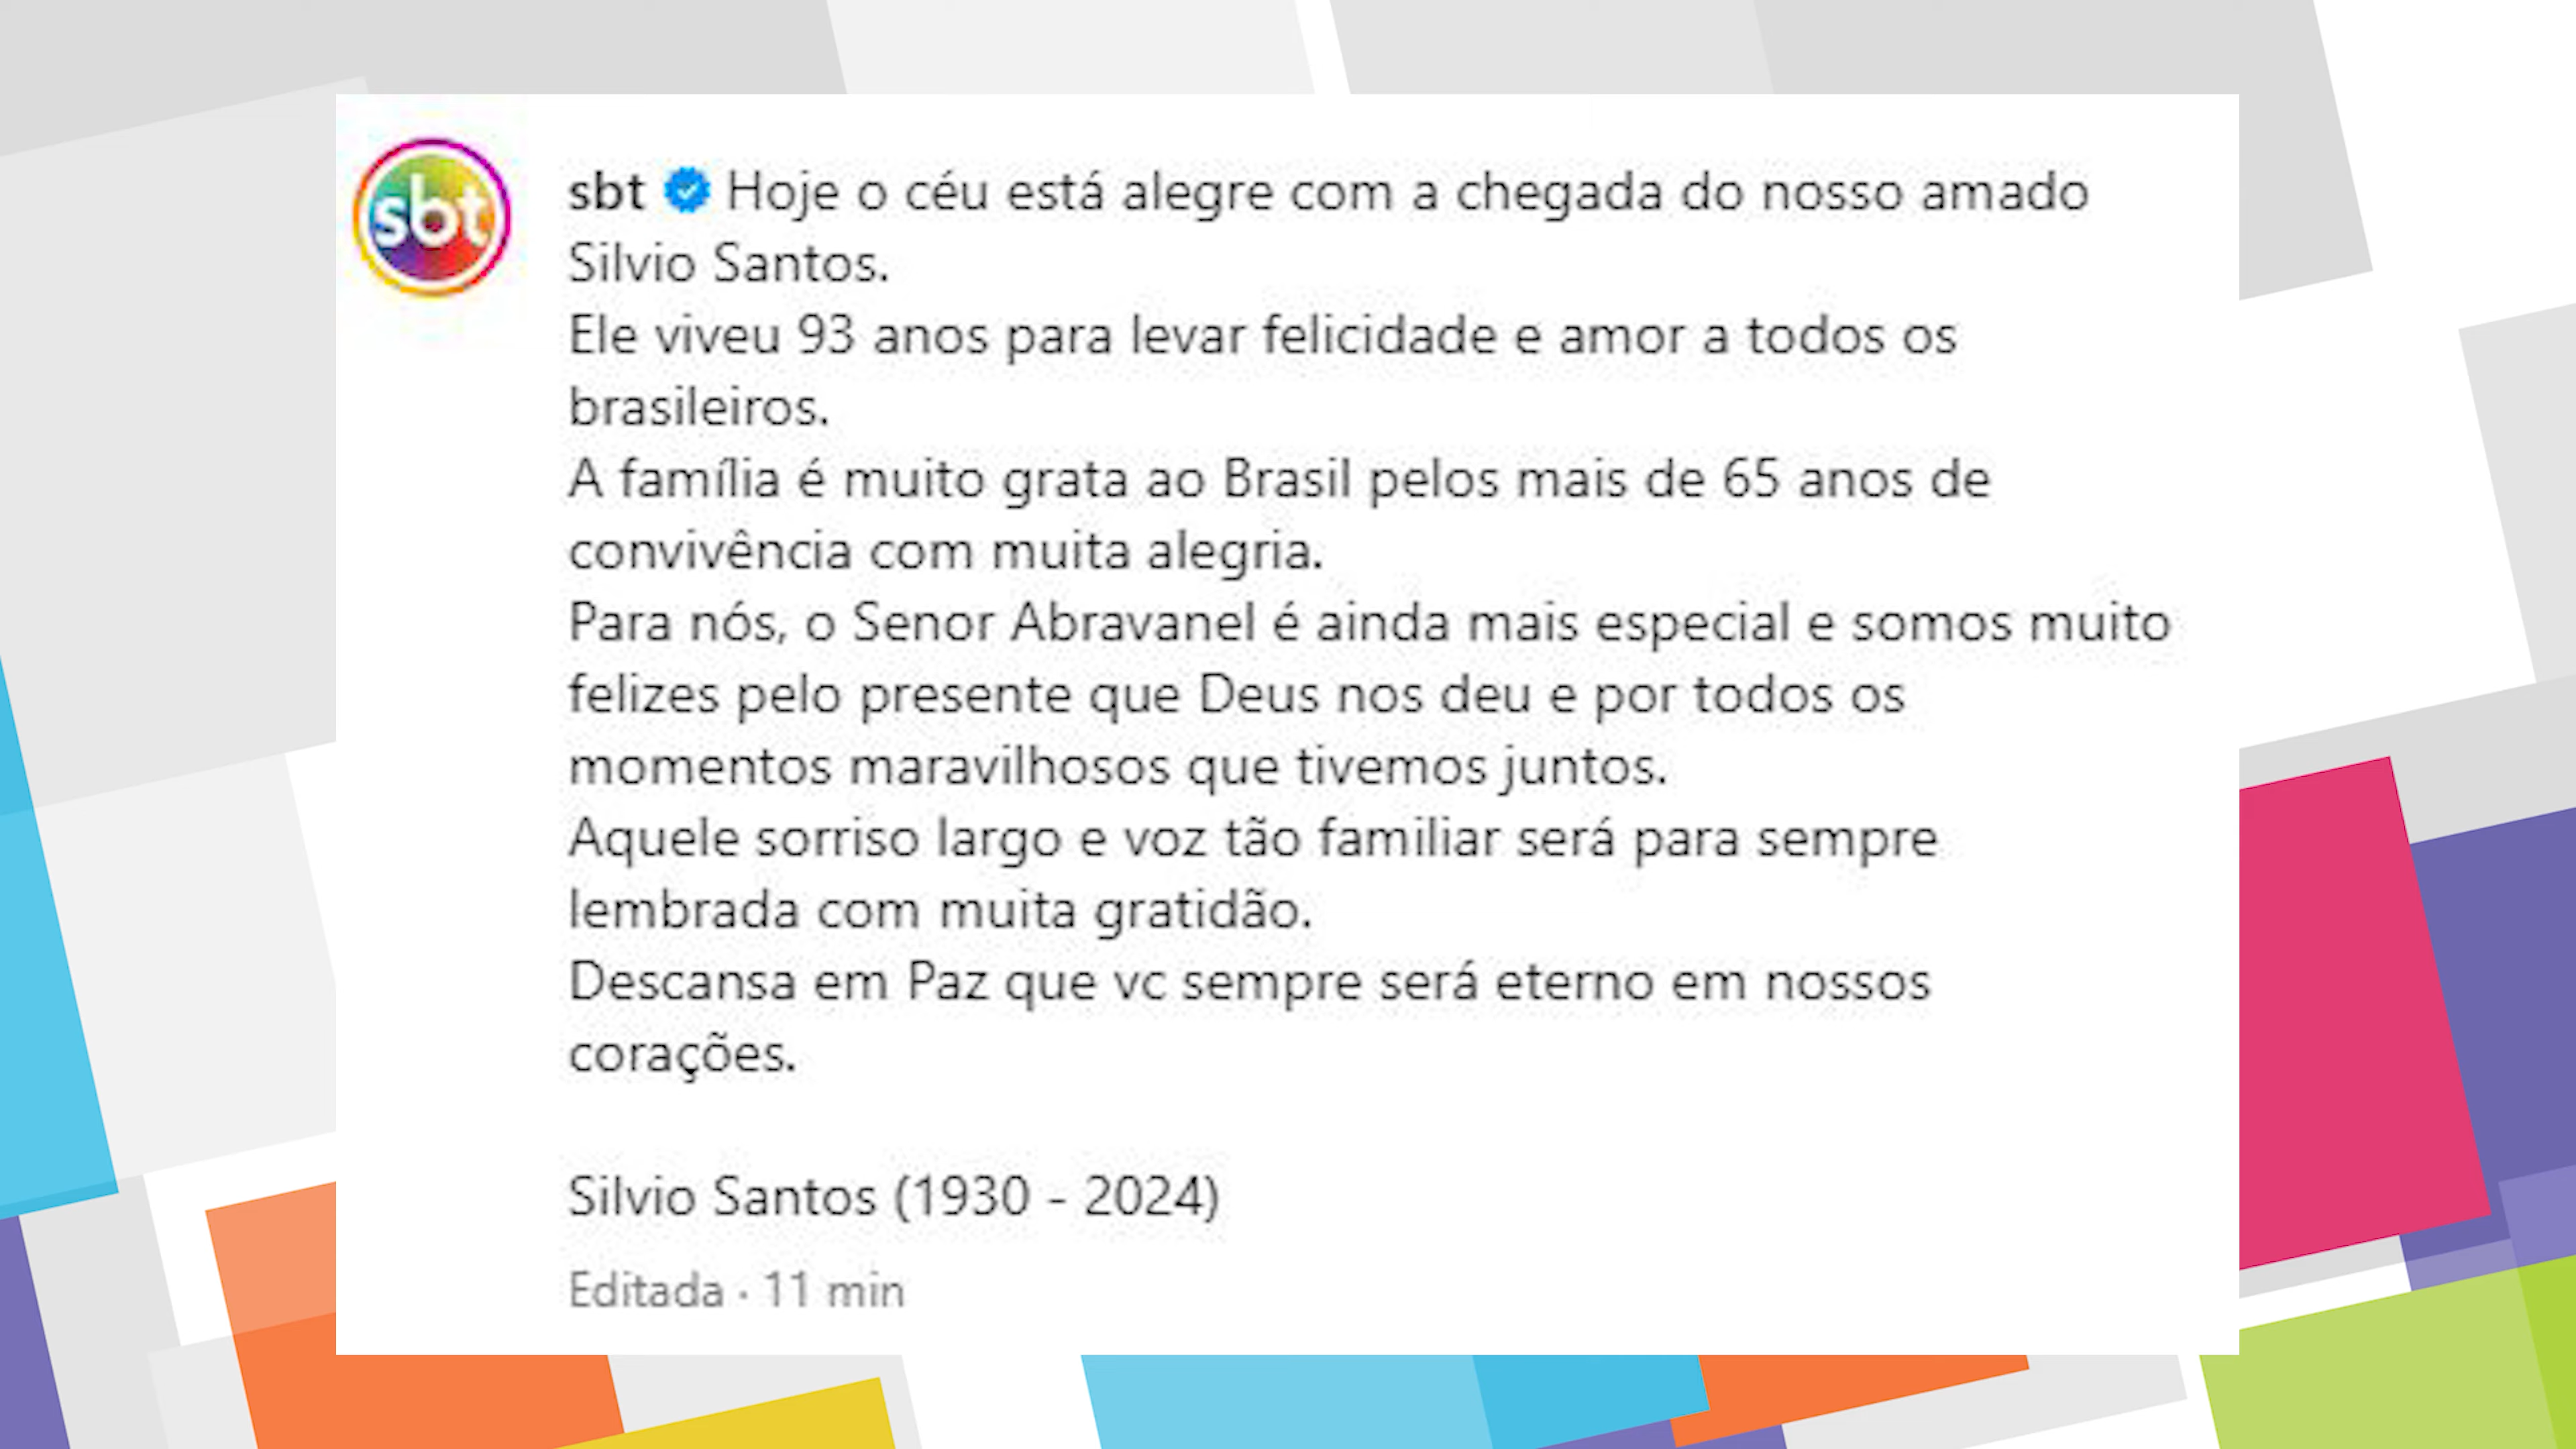 sbt
sbt Hoje o céu está alegre com a chegada do nosso amado
Silvio Santos.
Ele viveu 93 anos para levar felicidade e amor a todos os
brasileiros.
A família é muito grata ao Brasil pelos mais de 65 anos de
convivência com muita alegria.
Para nós, o Senor Abravanel é ainda mais especial e somos muito
felizes pelo presente que Deus nos deu e por todos os
momentos maravilhosos que tivemos juntos.
Aquele sorriso largo e voz tão familiar será para sempre
lembrada com muita gratidão.
Descansa em Paz que vc sempre será eterno em nossos
corações.
Silvio Santos (1930 - 2024)
Editada · 11 min